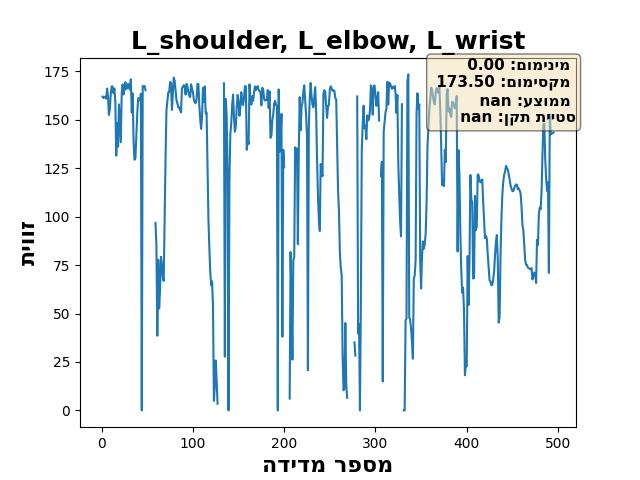 L_shoulder, L_elbow, L_wrist
מינימום: 0.00
מקסימום: 173.50
ממוצע: nan
סטיית תקן: nan
175
150
125
100
75
50
25
0
זווית
0 100 200 300 400 500
מספר מדידה